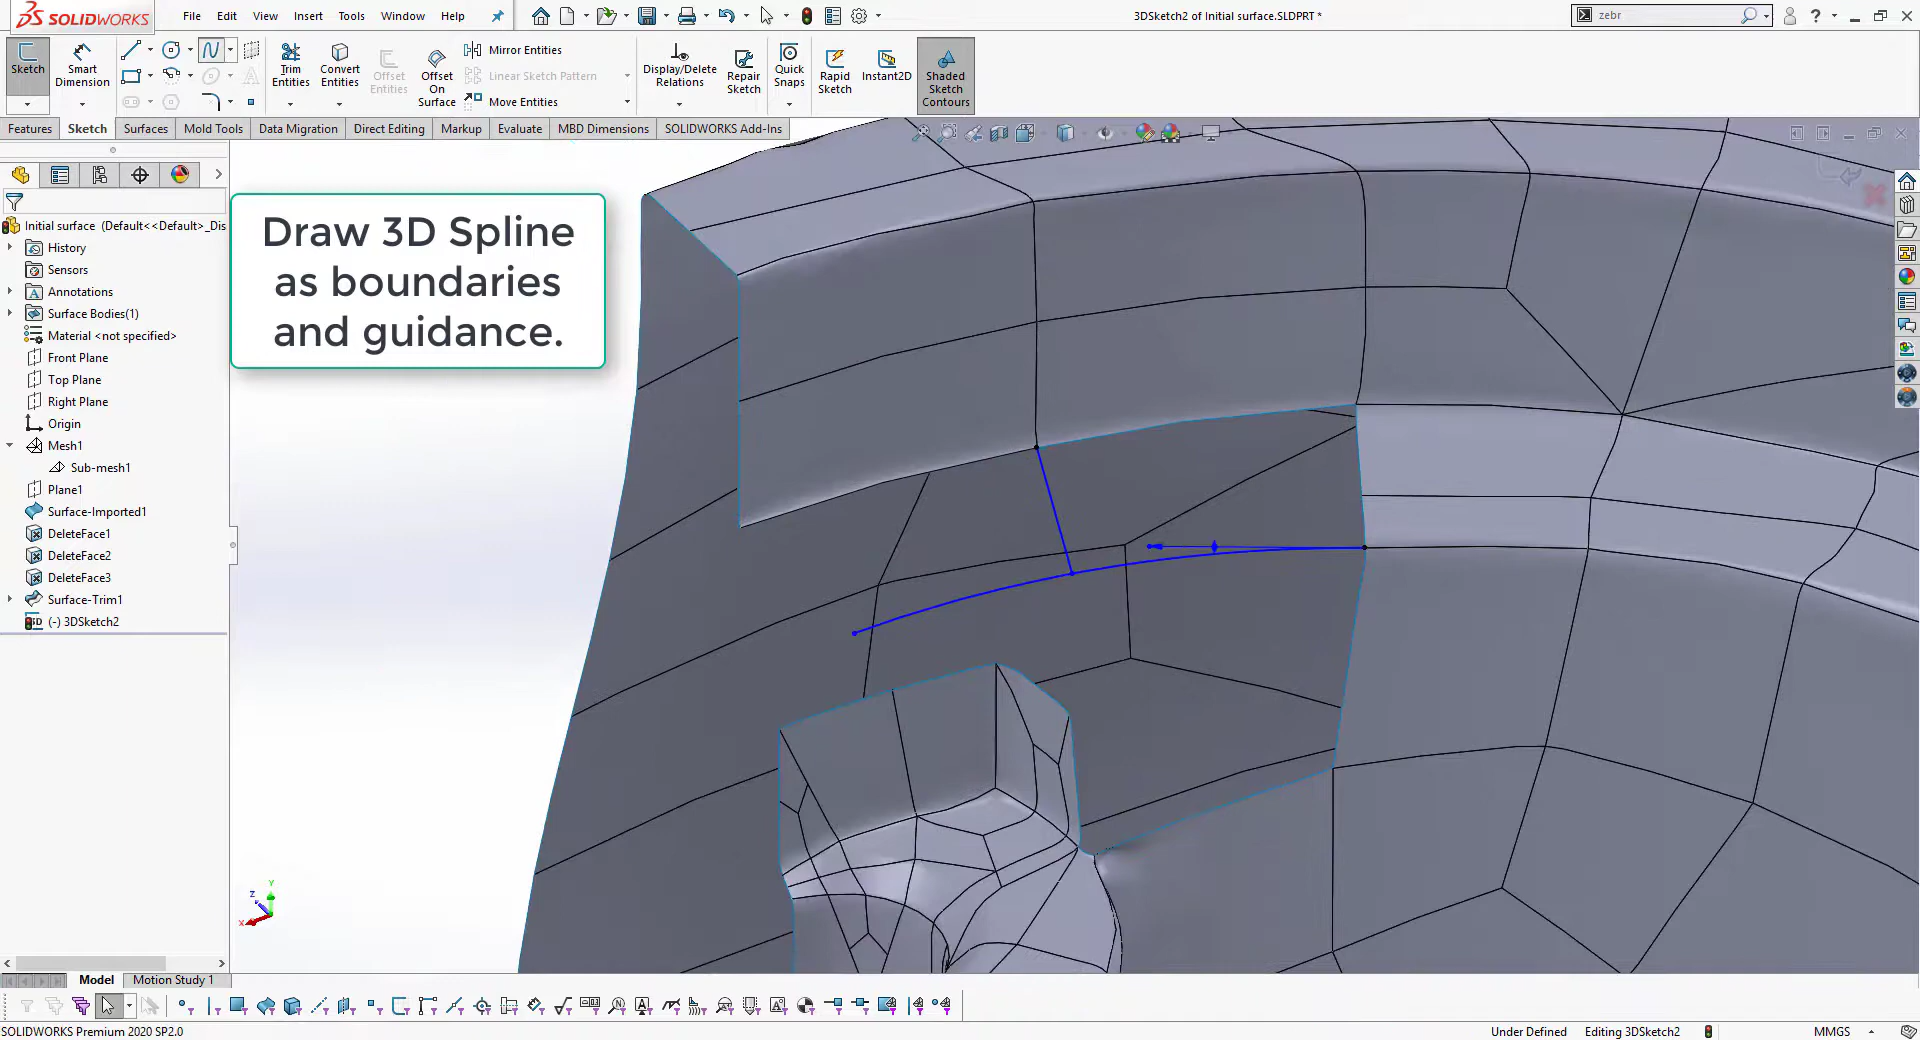 SOLIDWORKS
File Edit View Insert Tools Window Help
3DSketch2 of Initial surface.SLDPRT *
zebr
Sketch
Smart Dimension
Trim Entities
Convert Entities
Offset Entities
Offset On Surface
Mirror Entities
Linear Sketch Pattern
Move Entities
Display/Delete Relations
Repair Sketch
Quick Snaps
Rapid Sketch
Instant2D
Shaded Sketch Contours
Features Sketch Surfaces Mold Tools Data Migration Direct Editing Markup Evaluate MBD Dimensions SOLIDWORKS Add-Ins
Initial surface (Default<<Default>_Dis
History
Sensors
Annotations
Surface Bodies(1)
Material <not specified>
Front Plane
Top Plane
Right Plane
Origin
Mesh1
Sub-mesh1
Plane1
Surface-Imported1
DeleteFace1
DeleteFace2
DeleteFace3
Surface-Trim1
(-) 3DSketch2
Draw 3D Spline
as boundaries
and guidance.
Y
Z
X
Model Motion Study 1
SOLIDWORKS Premium 2020 SP2.0
Under Defined Editing 3DSketch2 MMGS